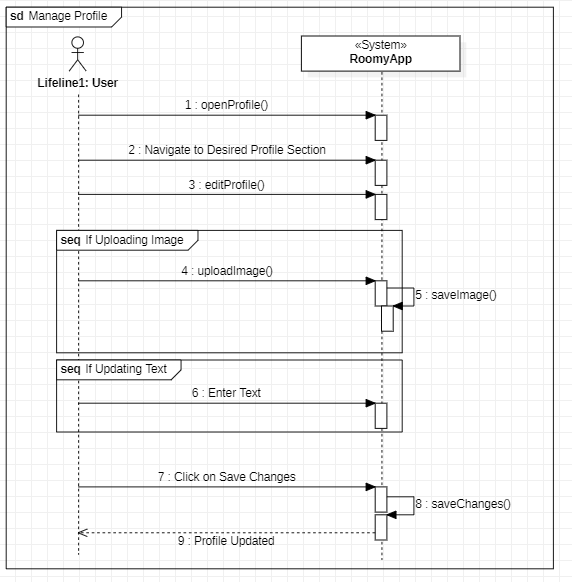 sd Manage Profile
«System»
RoomyApp
Lifeline1: User
1 : openProfile()
2 : Navigate to Desired Profile Section
3 : editProfile()
seq If Uploading Image
4 : uploadImage()
5 : saveImage()
seq If Updating Text
6 : Enter Text
7 : Click on Save Changes
8 : saveChanges()
9 : Profile Updated